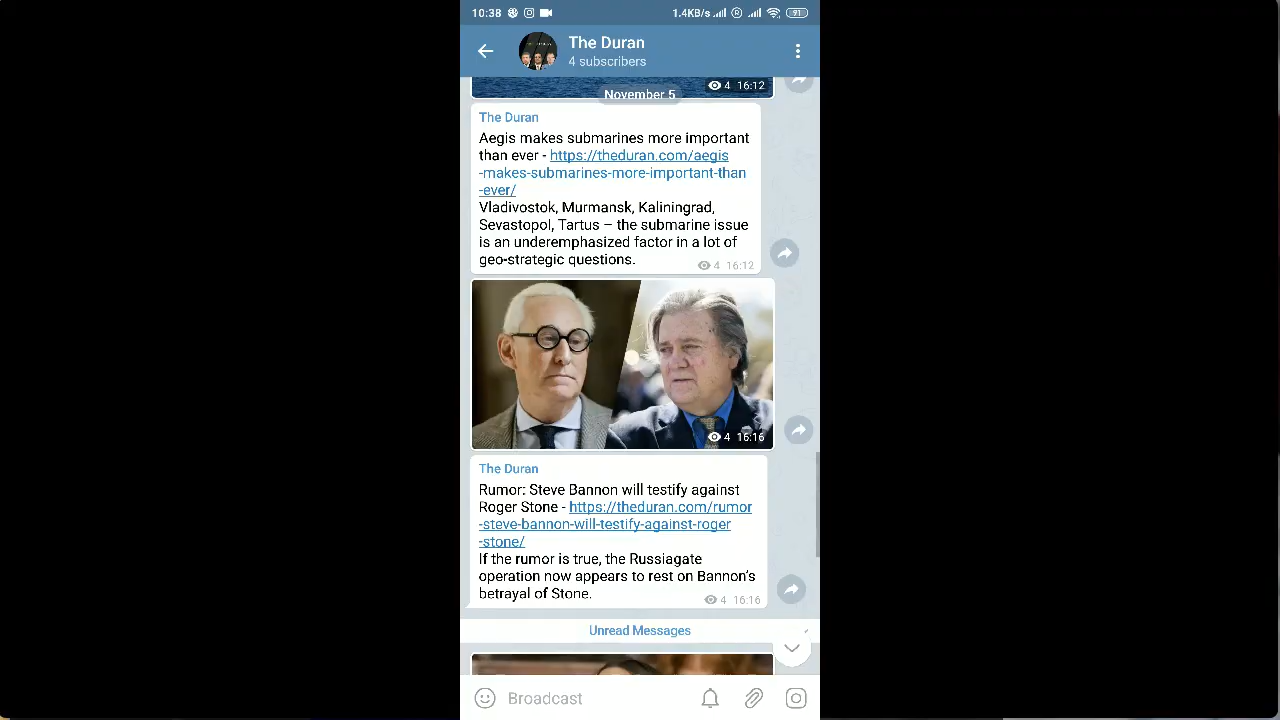 10:38 1.4KB/s 91
The Duran
4 subscribers
4 16:12
November 5
The Duran
Aegis makes submarines more important
than ever - https://theduran.com/aegis
-makes-submarines-more-important-than
-ever/
Vladivostok, Murmansk, Kaliningrad,
Sevastopol, Tartus – the submarine issue
is an underemphasized factor in a lot of
geo-strategic questions.
4 16:12
4 16:16
The Duran
Rumor: Steve Bannon will testify against
Roger Stone - https://theduran.com/rumor
-steve-bannon-will-testify-against-roger
-stone/
If the rumor is true, the Russiagate
operation now appears to rest on Bannon's
betrayal of Stone.
4 16:16
Unread Messages
Broadcast